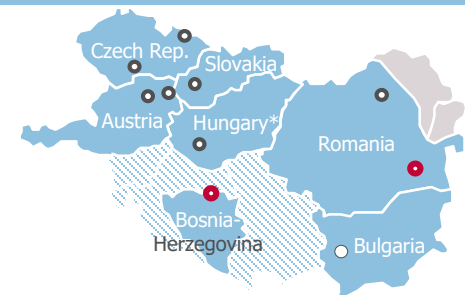 Czech Rep.
Slovakia
Austria
Hungary*
Romania
Bosnia-
Herzegovina
Bulgaria